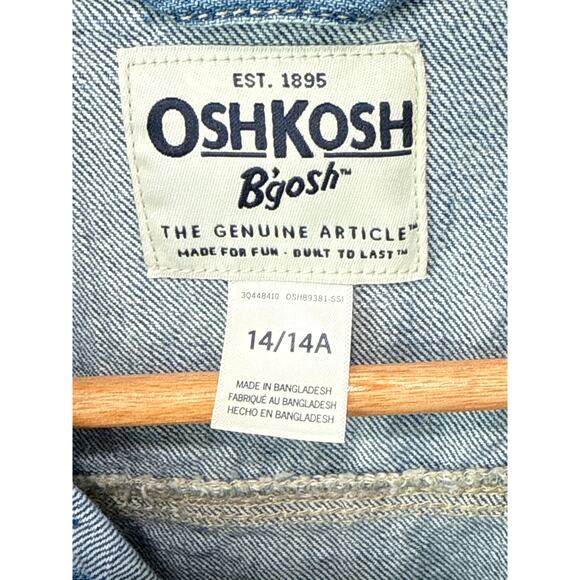 EST. 1895
OSHKOSH
B'gosh™
THE GENUINE ARTICLE™
MADE FOR FUN · BUILT TO LAST™
3Q448410 OSH89381-SSI
14/14A
MADE IN BANGLADESH
FABRIQUÉ AU BANGLADESH
HECHO EN BANGLADESH